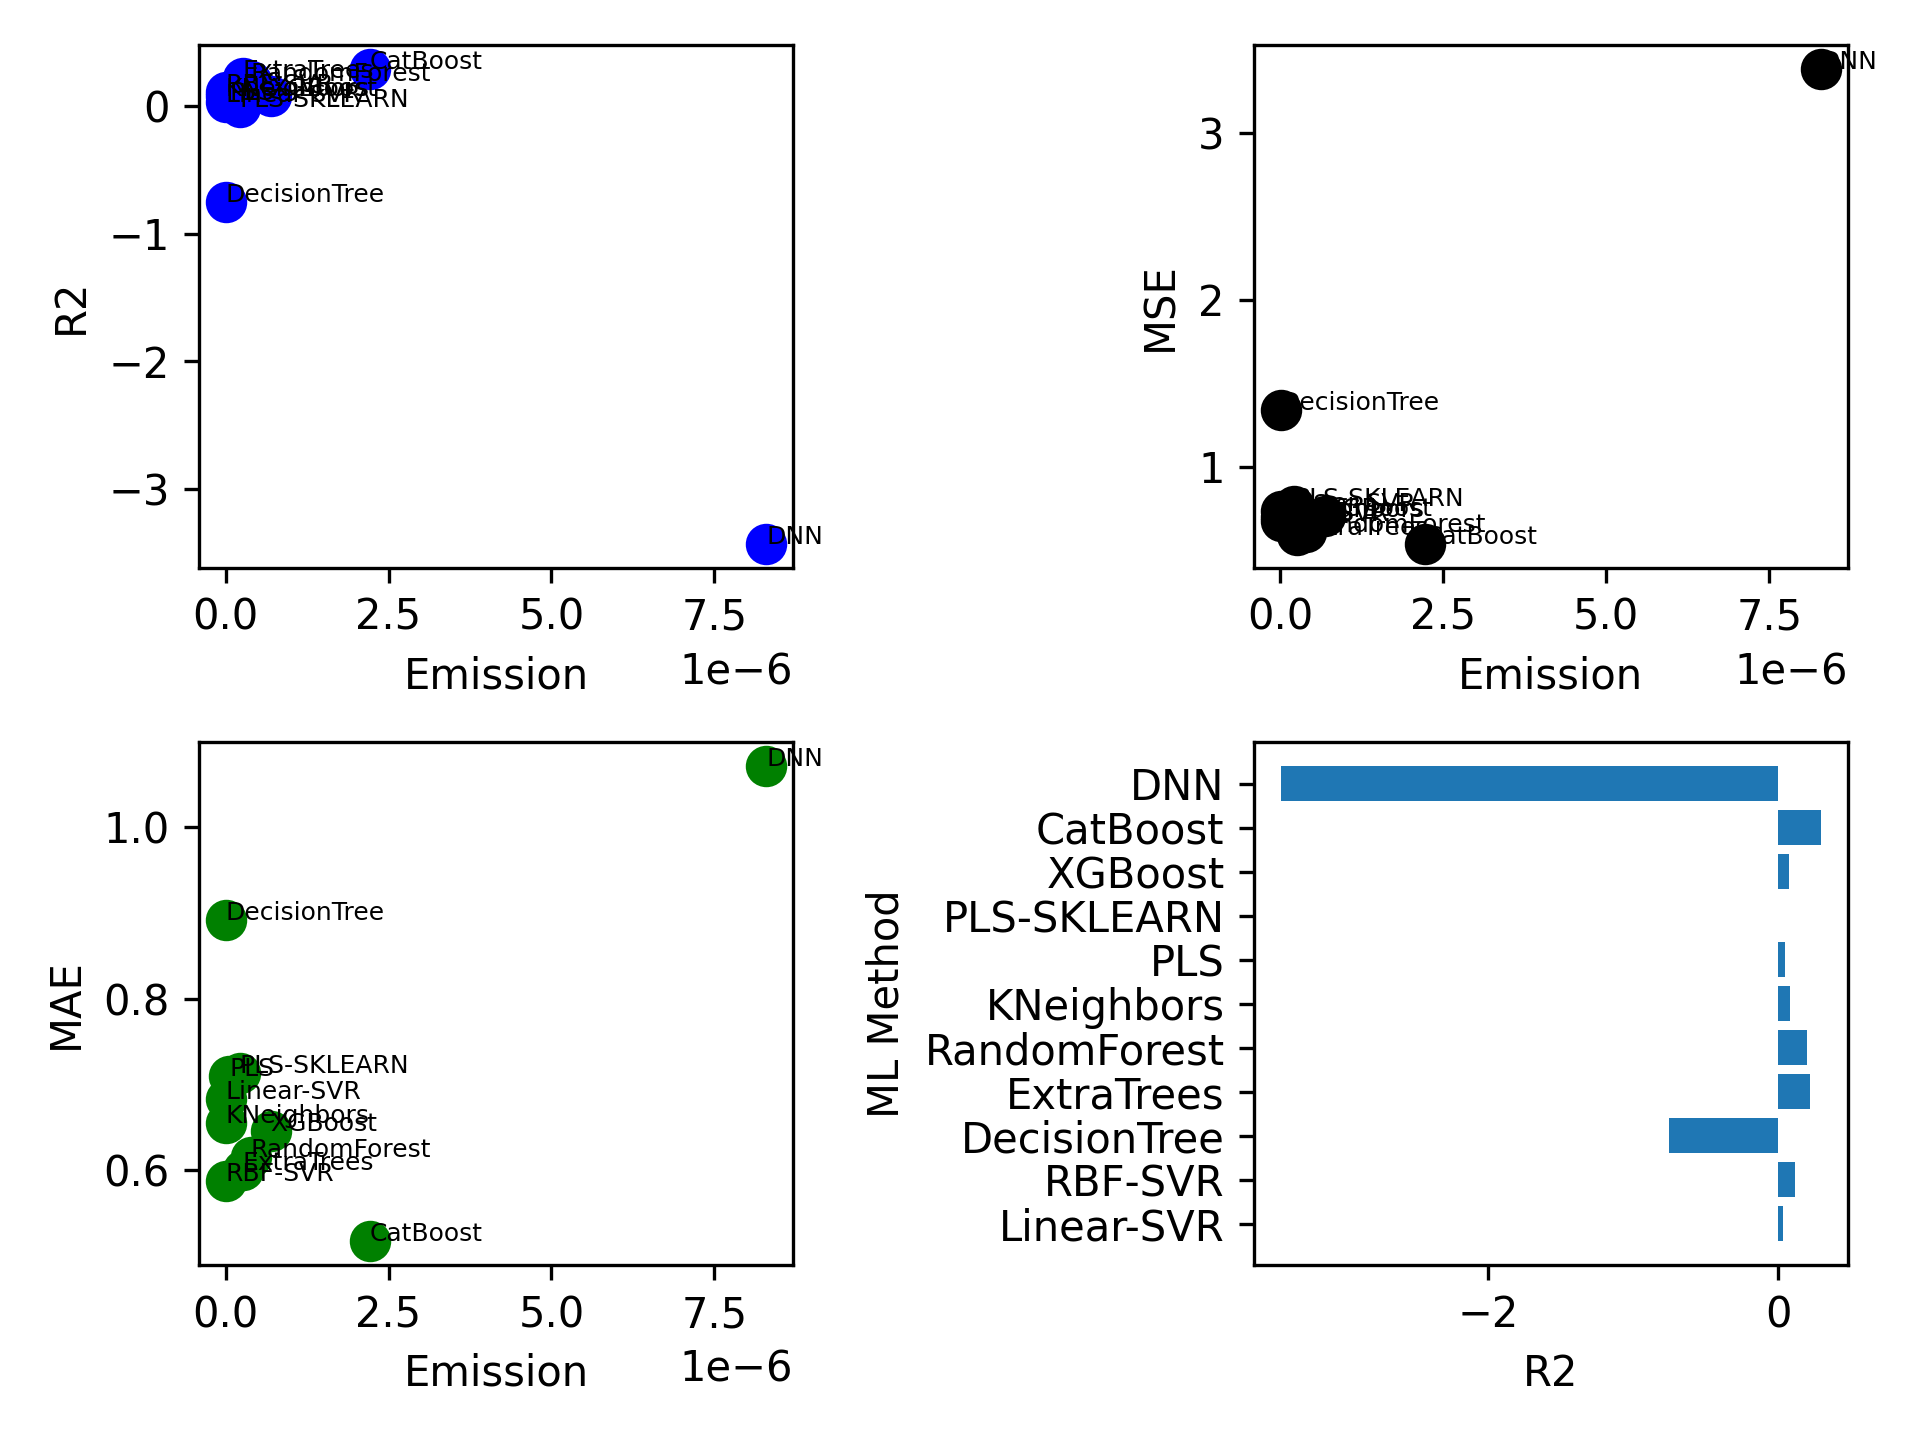 CatBoost
ExtraTrees
RandomForest
PLS-SKLEARN
DecisionTree
DNN
0
−1
−2
−3
R2
0.0 2.5 5.0 7.5
Emission
1e−6
DNN
DecisionTree
PLS-SKLEARN
CatBoost
3
2
1
MSE
0.0 2.5 5.0 7.5
Emission
1e−6
DNN
DecisionTree
PLS
PLS-SKLEARN
Linear-SVR
KNeighbors
XGBoost
RandomForest
ExtraTrees
RBF-SVR
CatBoost
1.0
0.8
0.6
MAE
0.0 2.5 5.0 7.5
Emission
1e−6
DNN
CatBoost
XGBoost
PLS-SKLEARN
PLS
KNeighbors
RandomForest
ExtraTrees
DecisionTree
RBF-SVR
Linear-SVR
ML Method
−2 0
R2